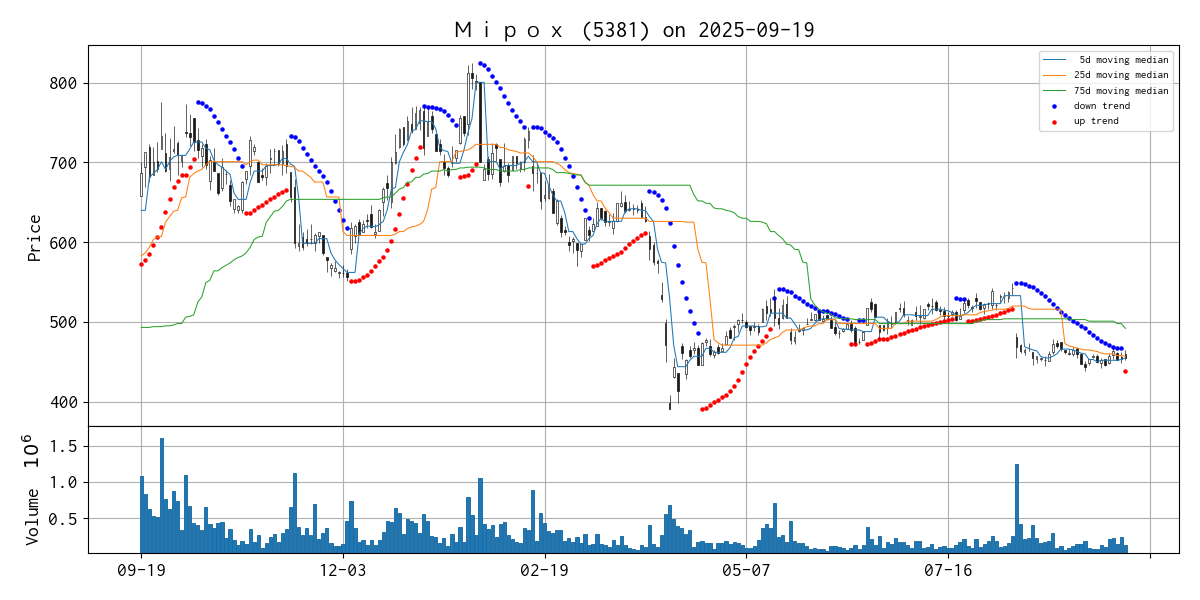 Ｍｉｐｏｘ (5381) on 2025-09-19
5d moving median
25d moving median
75d moving median
down trend
up trend
Price
800
700
600
500
400
Volume 10^6
1.5
1.0
0.5
09-19
12-03
02-19
05-07
07-16